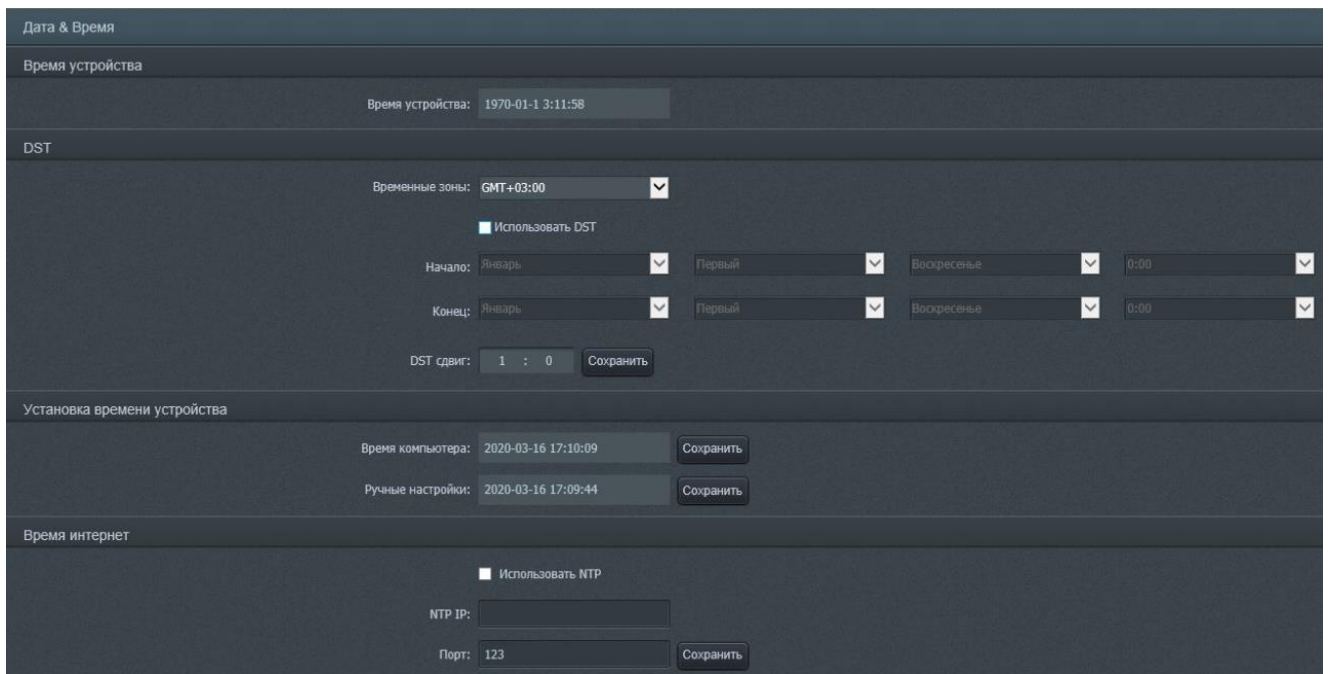 Дата & Время
Время устройства
Время устройства: 1970-01-1 3:11:58
DST
Временные зоны: GMT+03:00
Использовать DST
Начало: Январь Первый Воскресенье 0:00
Конец: Январь Первый Воскресенье 0:00
DST сдвиг: 1 : 0 Сохранить
Установка времени устройства
Время компьютера: 2020-03-16 17:10:09 Сохранить
Ручные настройки: 2020-03-16 17:09:44 Сохранить
Время интернет
Использовать NTP
NTP IP:
Порт: 123 Сохранить